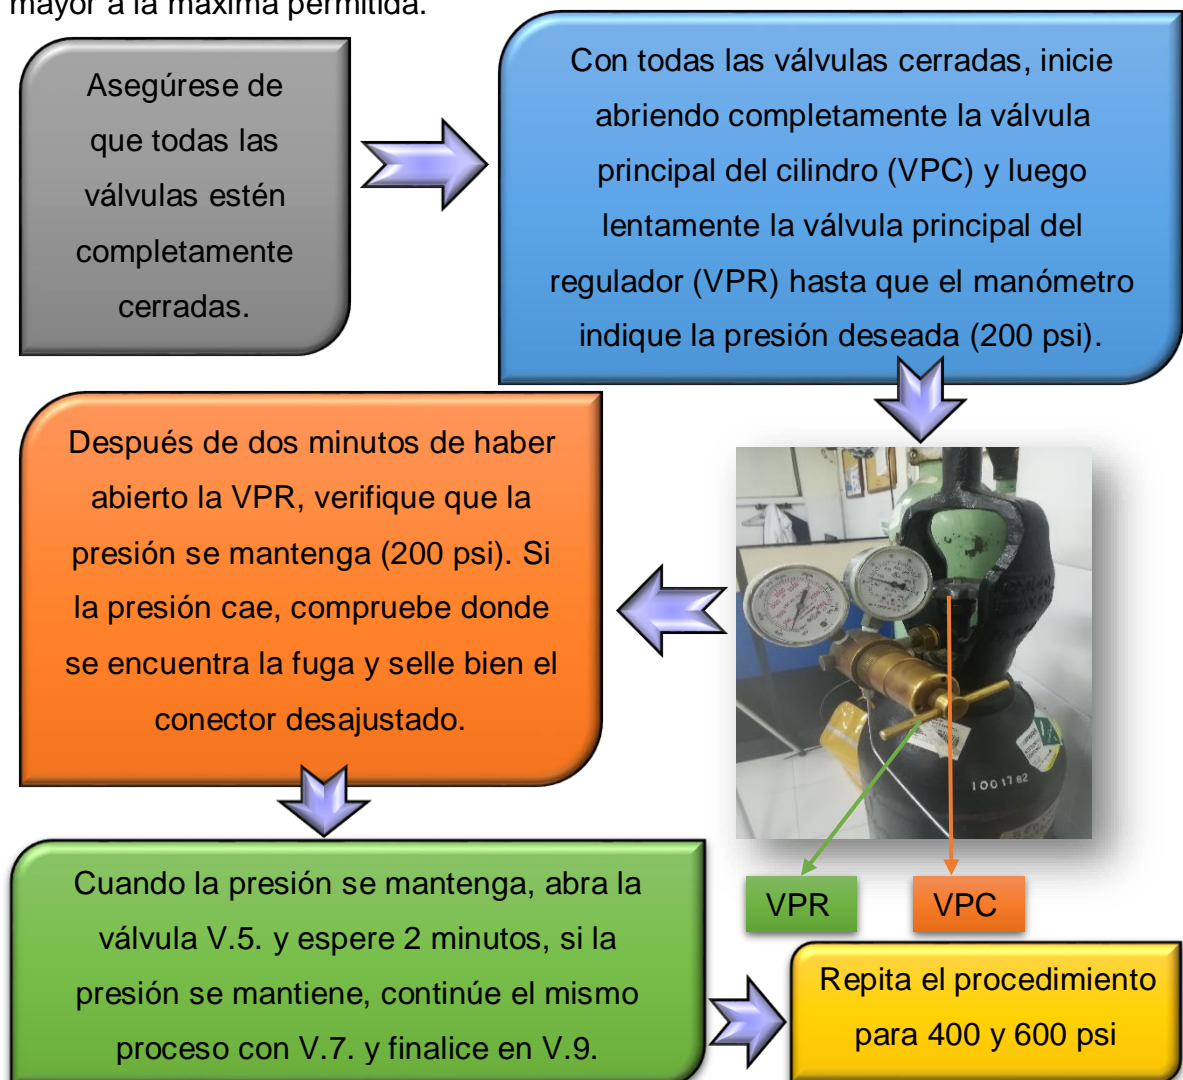 mayor a la máxima permitida.
Asegúrese de
que todas las
válvulas estén
completamente
cerradas.
Con todas las válvulas cerradas, inicie
abriendo completamente la válvula
principal del cilindro (VPC) y luego
lentamente la válvula principal del
regulador (VPR) hasta que el manómetro
indique la presión deseada (200 psi).
Después de dos minutos de haber
abierto la VPR, verifique que la
presión se mantenga (200 psi). Si
la presión cae, compruebe donde
se encuentra la fuga y selle bien el
conector desajustado.
1001782
VPR
VPC
Cuando la presión se mantenga, abra la
válvula V.5. y espere 2 minutos, si la
presión se mantiene, continúe el mismo
proceso con V.7. y finalice en V.9.
Repita el procedimiento
para 400 y 600 psi